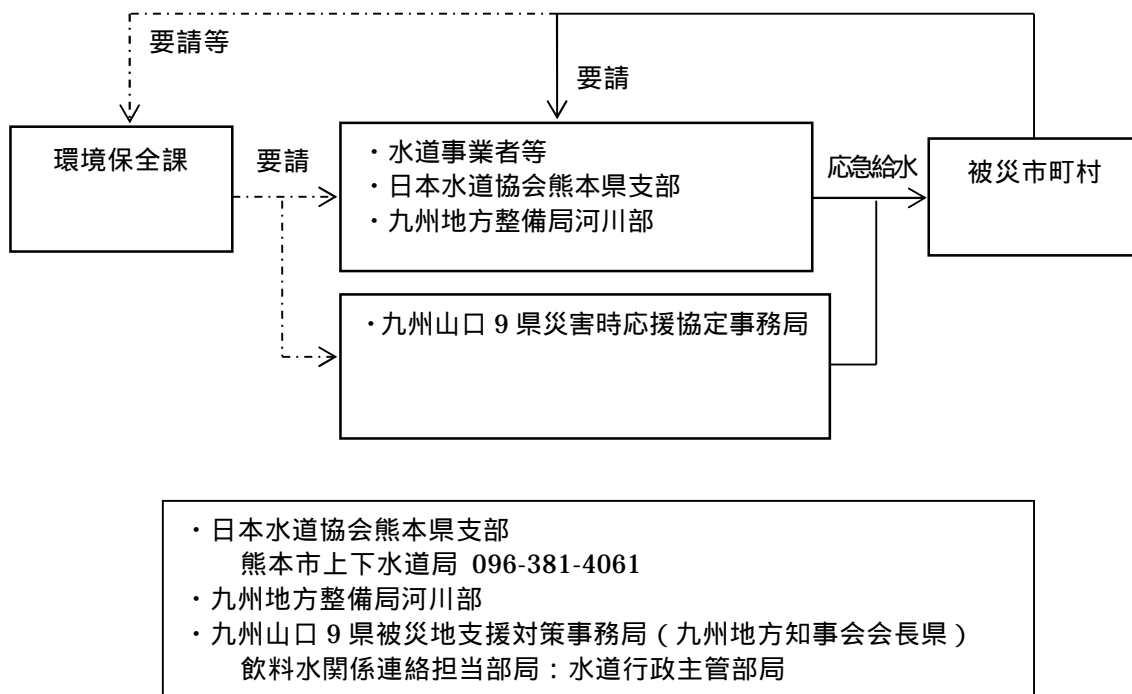 要請等
要請
環境保全課
要請
・水道事業者等
・日本水道協会熊本県支部
・九州地方整備局河川部
応急給水
被災市町村
・九州山口９県災害時応援協定事務局
・日本水道協会熊本県支部
熊本市上下水道局 096-381-4061
・九州地方整備局河川部
・九州山口９県被災地支援対策事務局（九州地方知事会会長県）
飲料水関係連絡担当部局：水道行政主管部局